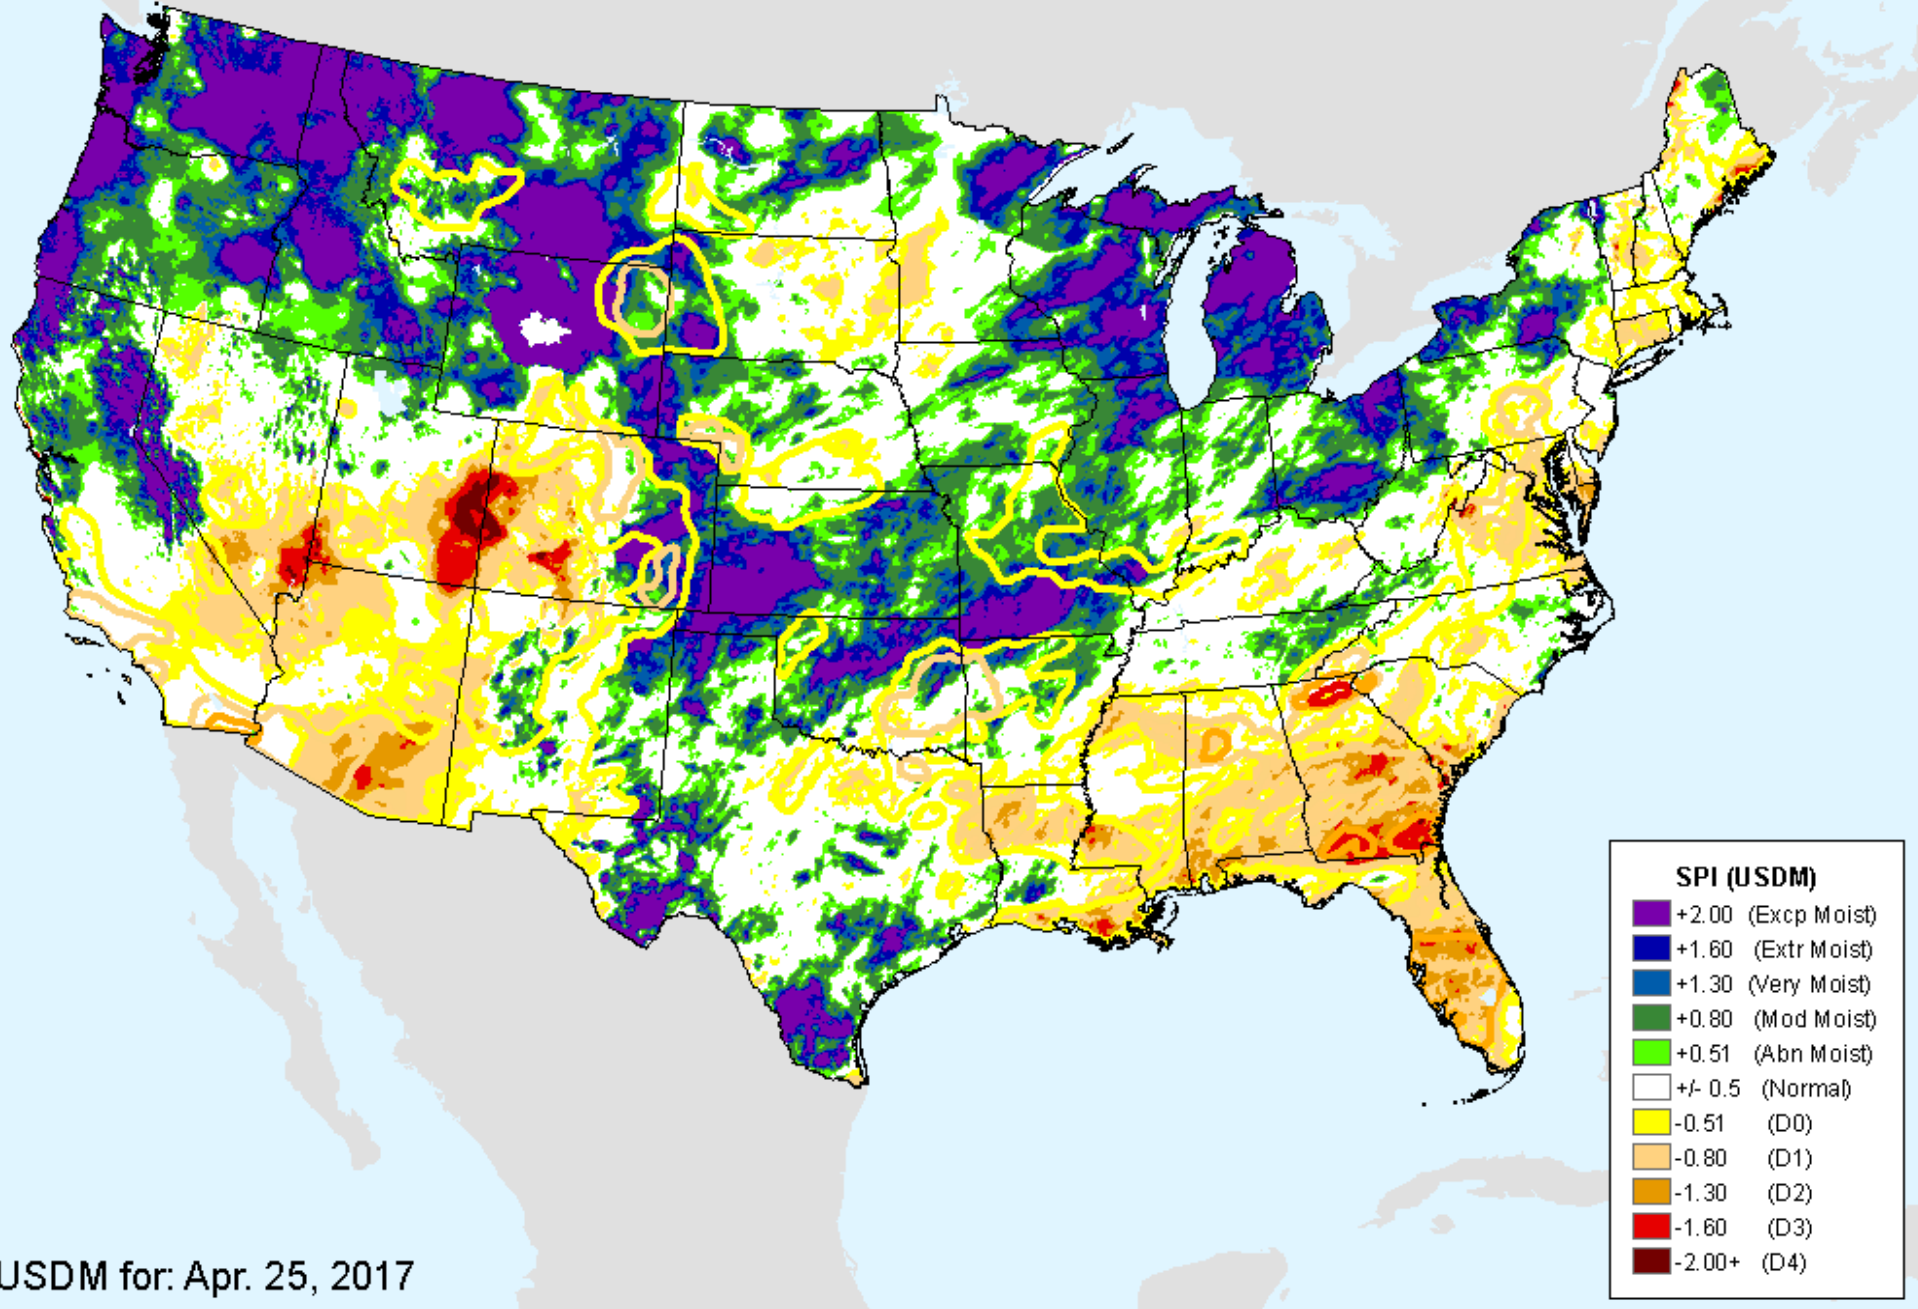 SPI (USDM)
+2.00 (Excp Moist)
+1.60 (Extr Moist)
+1.30 (Very Moist)
+0.80 (Mod Moist)
+0.51 (Abn Moist)
+/- 0.5 (Normal)
-0.51 (D0)
-0.80 (D1)
-1.30 (D2)
-1.60 (D3)
-2.00+ (D4)
USDM for: Apr. 25, 2017